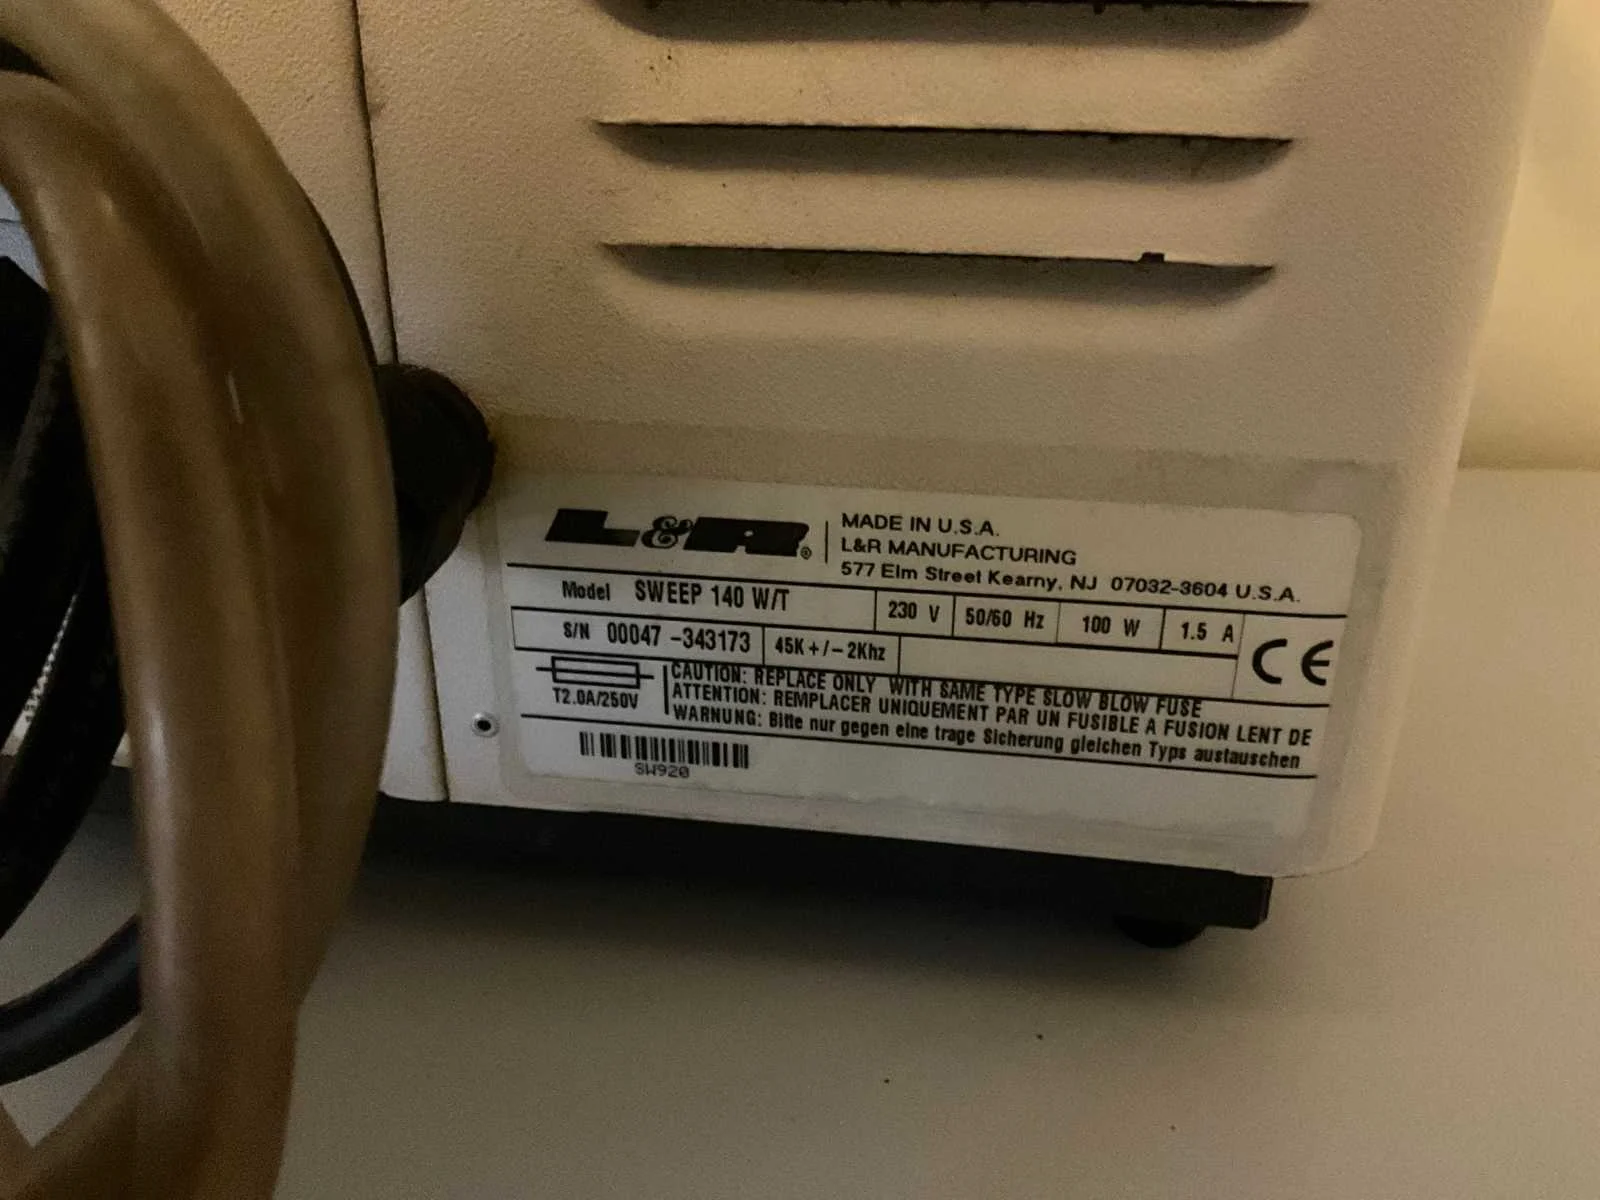 L&R® MADE IN U.S.A.
L&R MANUFACTURING
577 Elm Street Kearny, NJ 07032-3604 U.S.A.
Model SWEEP 140 W/T 230 V 50/60 Hz 100 W 1.5 A
S/N 00047 -343173 45K+/-2Khz CE
T2.0A/250V
CAUTION: REPLACE ONLY WITH SAME TYPE SLOW BLOW FUSE
ATTENTION: REMPLACER UNIQUEMENT PAR UN FUSIBLE A FUSION LENT DE
WARNUNG: Bitte nur gegen eine trage Sicherung gleichen Typs austauschen
SW920